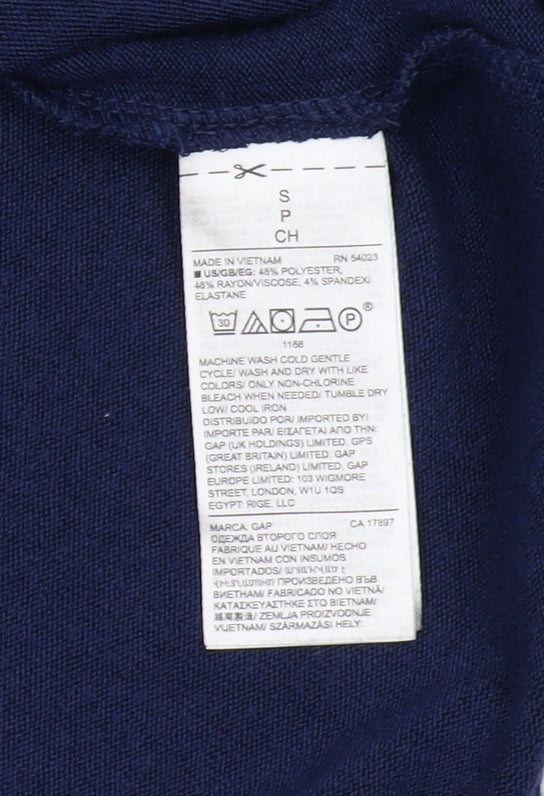 S
P
CH
MADE IN VIETNAM RN 54023
US/GB/EG: 48% POLYESTER,
48% RAYON/VISCOSE, 4% SPANDEX/
ELASTANE
30 P ®
1166
MACHINE WASH COLD GENTLE
CYCLE/ WASH AND DRY WITH LIKE
COLORS/ ONLY NON-CHLORINE
BLEACH WHEN NEEDED/ TUMBLE DRY
LOW/ COOL IRON
DISTRIBUIDO POR/ IMPORTED BY/
IMPORTE PAR/ ΕΙΣΑΓΕΤΑΙ ΑΠΟ ΤΗΝ:
GAP (UK HOLDINGS) LIMITED, GPS
(GREAT BRITAIN) LIMITED, GAP
STORES (IRELAND) LIMITED, GAP
EUROPE LIMITED: 103 WIGMORE
STREET, LONDON, W1U 1QS
EGYPT: RIGE, LLC
MARCA: GAP CA 17897
ОДЕЖДА ВТОРОГО СЛОЯ
FABRIQUE AU VIETNAM/ HECHO
EN VIETNAM CON INSUMOS
IMPORTADOS/
ПРОИЗВЕДЕНО ВЪВ
ВИЕТНАМ/ FABRICADO NO VIETNÃ/
ΚΑΤΑΣΚΕΥΑΣΤΗΚΕ ΣΤΟ ΒΙΕΤΝΑΜ/
越南製造/ ZEMLJA PROIZVODNJE
VIJETNAM/ SZÁRMAZÁSI HELY: